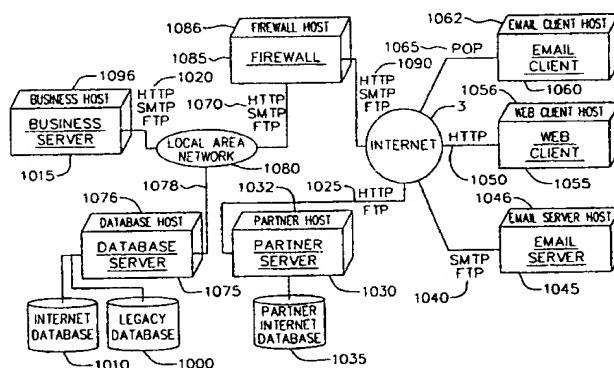 1086
FIREWALL HOST
1085
FIREWALL
1062
EMAIL CLIENT HOST
1065
POP
EMAIL
CLIENT
1060
1096
1020
BUSINESS HOST
HTTP
SMTP
FTP
BUSINESS
SERVER
1015
1070
HTTP
SMTP
FTP
HTTP
1090
SMTP
FTP
3
INTERNET
1056
WEB CLIENT HOST
HTTP
WEB
CLIENT
1050
1055
LOCAL AREA
NETWORK
1080
1078
1076
DATABASE HOST
DATABASE
SERVER
1075
1032
1025
HTTP
FTP
PARTNER HOST
PARTNER
SERVER
1030
1046
EMAIL SERVER HOST
EMAIL
SERVER
SMTP
FTP
1040
1045
INTERNET
DATABASE
1010
LEGACY
DATABASE
1000
PARTNER
INTERNET
DATABASE
1035